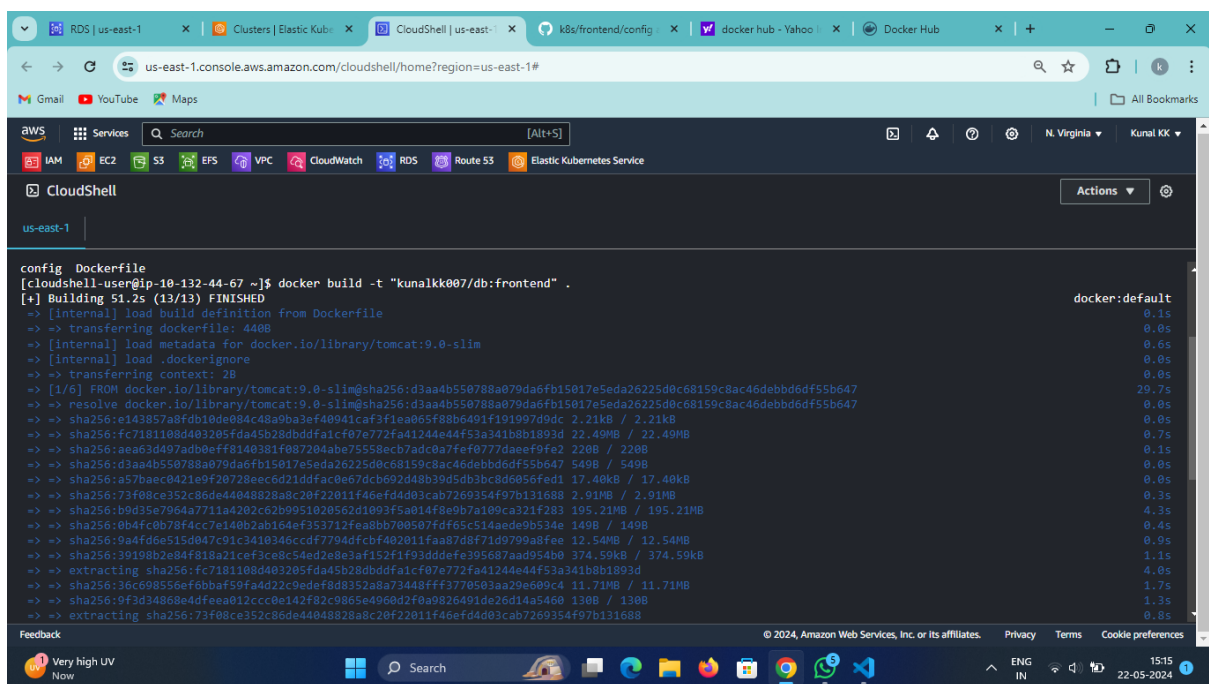 RDS | us-east-1
Clusters | Elastic Kube
CloudShell | us-east-1
k8s/frontend/config a
docker hub - Yahoo I
Docker Hub
us-east-1.console.aws.amazon.com/cloudshell/home?region=us-east-1#
k
Gmail YouTube Maps
All Bookmarks
aws Services Search [Alt+S] N. Virginia Kunal KK
IAM EC2 S3 EFS VPC CloudWatch RDS Route 53 Elastic Kubernetes Service
CloudShell
Actions
us-east-1
config Dockerfile
[cloudshell-user@ip-10-132-44-67 ~]$ docker build -t "kunalkk007/db:frontend" .
[+] Building 51.2s (13/13) FINISHED docker:default
=> [internal] load build definition from Dockerfile 0.1s
=> => transferring dockerfile: 440B 0.0s
=> [internal] load metadata for docker.io/library/tomcat:9.0-slim 0.6s
=> [internal] load .dockerignore 0.0s
=> => transferring context: 2B 0.0s
=> [1/6] FROM docker.io/library/tomcat:9.0-slim@sha256:d3aa4b550788a079da6fb15017e5eda26225d0c68159c8ac46debbd6df55b647 29.7s
=> => resolve docker.io/library/tomcat:9.0-slim@sha256:d3aa4b550788a079da6fb15017e5eda26225d0c68159c8ac46debbd6df55b647 0.0s
=> => sha256:e143857a8fdb10de084c48a9ba3ef40941caf3f1ea065f88b6491f191997d9dc 2.21kB / 2.21kB 0.0s
=> => sha256:fc7181108d403205fda45b28dbddfa1cf07e772fa41244e44f53a341b8b1893d 22.49MB / 22.49MB 0.7s
=> => sha256:aea63d497adb0eff8140381f087204abe75558ecb7adc0a7fef0777daeef9fe2 220B / 220B 0.1s
=> => sha256:d3aa4b550788a079da6fb15017e5eda26225d0c68159c8ac46debbd6df55b647 549B / 549B 0.0s
=> => sha256:a57baec0421e9f20728eec6d21ddfac0e67dcb692d48b39d5db3bc8d6056fed1 17.40kB / 17.40kB 0.0s
=> => sha256:73f08ce352c86de44048828a8c20f22011f46efd4d03cab7269354f97b131688 2.91MB / 2.91MB 0.3s
=> => sha256:b9d35e7964a7711a4202c62b9951020562d1093f5a014f8e9b7a109ca321f283 195.21MB / 195.21MB 4.3s
=> => sha256:0b4fc0b78f4cc7e140b2ab164ef353712fea8bb700507fdf65c514aede9b534e 149B / 149B 0.4s
=> => sha256:9a4fd6e515d047c91c3410346ccdf7794dfcbf402011faa87d8f71d9799a8fee 12.54MB / 12.54MB 0.9s
=> => sha256:39198b2e84f818a21cef3ce8c54ed2e8e3af152f1f93dddefe395687aad954b0 374.59kB / 374.59kB 1.1s
=> => extracting sha256:fc7181108d403205fda45b28dbddfa1cf07e772fa41244e44f53a341b8b1893d 4.0s
=> => sha256:36c698556ef6bbaf59fa4d22c9edef8d8352a8a73448fff3770503aa29e609c4 11.71MB / 11.71MB 1.7s
=> => sha256:9f3d34868e4dfeea012ccc0e142f82c9865e4960d2f0a9826491de26d14a5460 130B / 130B 1.3s
=> => extracting sha256:73f08ce352c86de44048828a8c20f22011f46efd4d03cab7269354f97b131688 0.8s
Feedback © 2024, Amazon Web Services, Inc. or its affiliates. Privacy Terms Cookie preferences
Very high UV
Now
Search
ENG
IN
15:15
22-05-2024